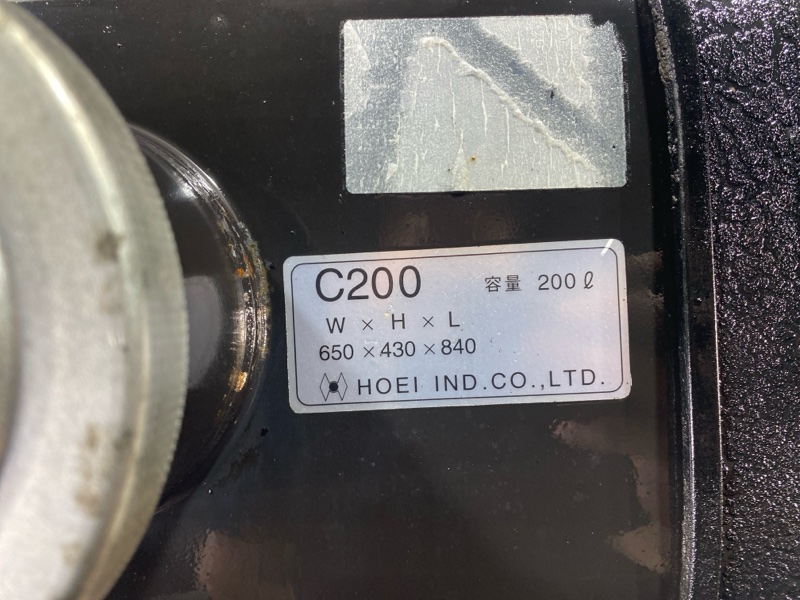 C200 容量 200ℓ
W × H × L
650 × 430 × 840
HOEI IND.CO.,LTD.